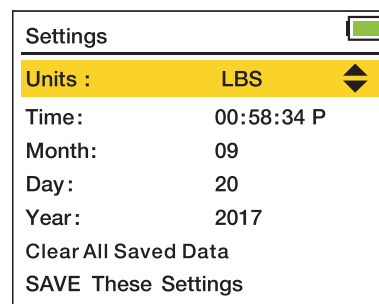 Settings
Units : LBS
Time: 00:58:34 P
Month: 09
Day: 20
Year: 2017
Clear All Saved Data
SAVE These Settings